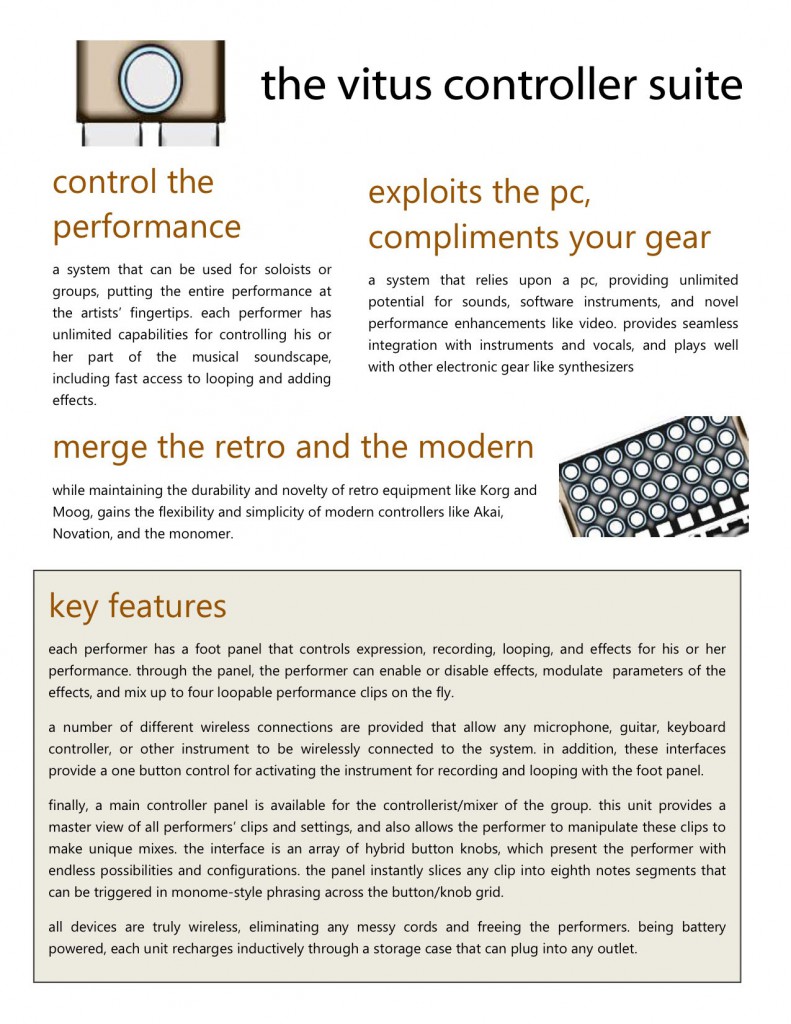 the vitus controller suite
control the
performance
a system that can be used for soloists or
groups, putting the entire performance at
the artists’ fingertips. each performer has
unlimited capabilities for controlling his or
her part of the musical soundscape,
including fast access to looping and adding
effects.
exploits the pc,
compliments your gear
a system that relies upon a pc, providing unlimited
potential for sounds, software instruments, and novel
performance enhancements like video. provides seamless
integration with instruments and vocals, and plays well
with other electronic gear like synthesizers
merge the retro and the modern
while maintaining the durability and novelty of retro equipment like Korg and
Moog, gains the flexibility and simplicity of modern controllers like Akai,
Novation, and the monomer.
key features
each performer has a foot panel that controls expression, recording, looping, and effects for his or her
performance. through the panel, the performer can enable or disable effects, modulate parameters of the
effects, and mix up to four loopable performance clips on the fly.
a number of different wireless connections are provided that allow any microphone, guitar, keyboard
controller, or other instrument to be wirelessly connected to the system. in addition, these interfaces
provide a one button control for activating the instrument for recording and looping with the foot panel.
finally, a main controller panel is available for the controllerist/mixer of the group. this unit provides a
master view of all performers’ clips and settings, and also allows the performer to manipulate these clips to
make unique mixes. the interface is an array of hybrid button knobs, which present the performer with
endless possibilities and configurations. the panel instantly slices any clip into eighth notes segments that
can be triggered in monome-style phrasing across the button/knob grid.
all devices are truly wireless, eliminating any messy cords and freeing the performers. being battery
powered, each unit recharges inductively through a storage case that can plug into any outlet.